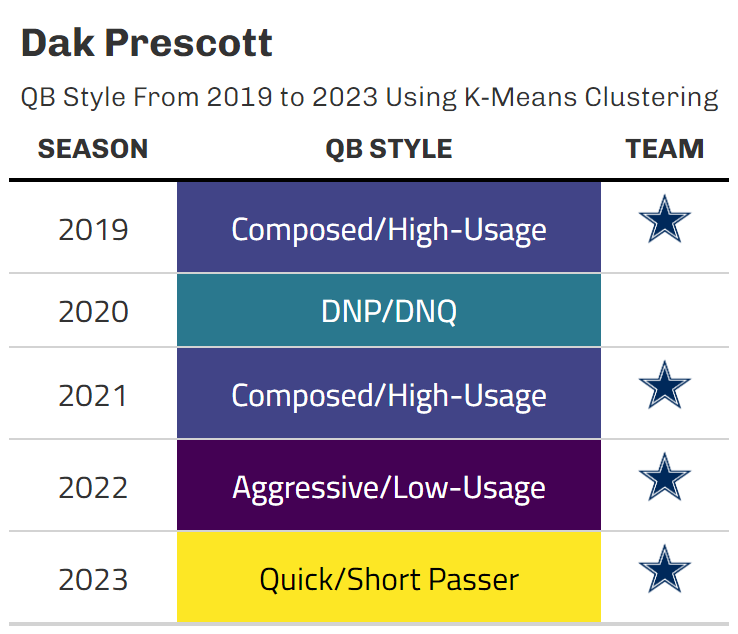 Dak Prescott
QB Style From 2019 to 2023 Using K-Means Clustering
SEASON QB STYLE TEAM
2019 Composed/High-Usage
2020 DNP/DNQ
2021 Composed/High-Usage
2022 Aggressive/Low-Usage
2023 Quick/Short Passer